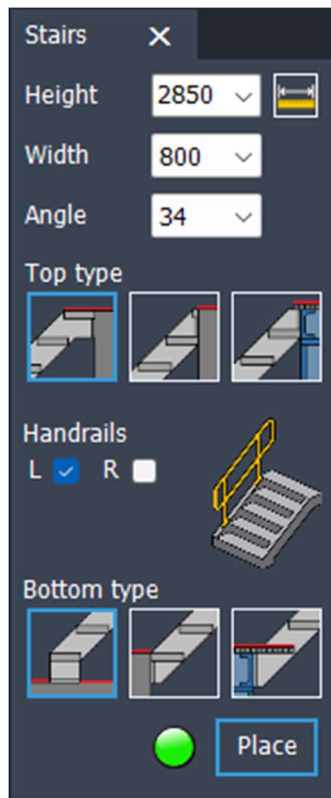 Stairs
Height 2850
Width 800
Angle 34
Top type
Handrails
L R
Bottom type
Place